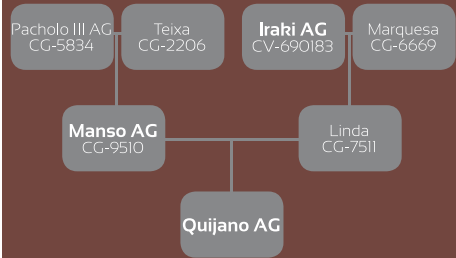 Pacholo III AG
CG-5834
Teixa
CG-2206
Iraki AG
CV-690183
Marquesa
CG-6669
Manso AG
CG-9510
Linda
CG-7511
Quijano AG